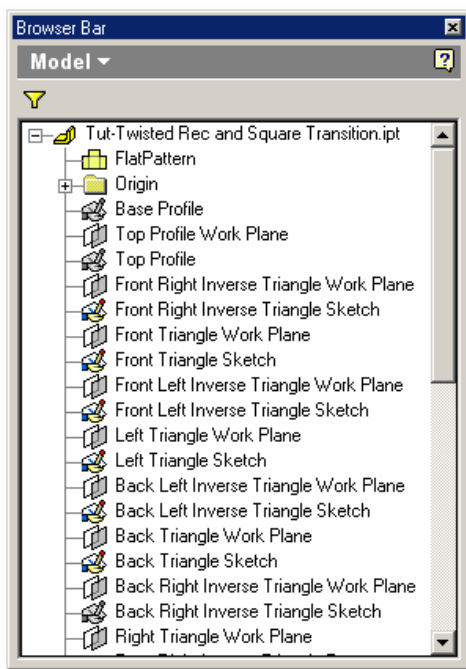 Browser Bar
Model
Tut-Twisted Rec and Square Transition.ipt
FlatPattern
Origin
Base Profile
Top Profile Work Plane
Top Profile
Front Right Inverse Triangle Work Plane
Front Right Inverse Triangle Sketch
Front Triangle Work Plane
Front Triangle Sketch
Front Left Inverse Triangle Work Plane
Front Left Inverse Triangle Sketch
Left Triangle Work Plane
Left Triangle Sketch
Back Left Inverse Triangle Work Plane
Back Left Inverse Triangle Sketch
Back Triangle Work Plane
Back Triangle Sketch
Back Right Inverse Triangle Work Plane
Back Right Inverse Triangle Sketch
Right Triangle Work Plane